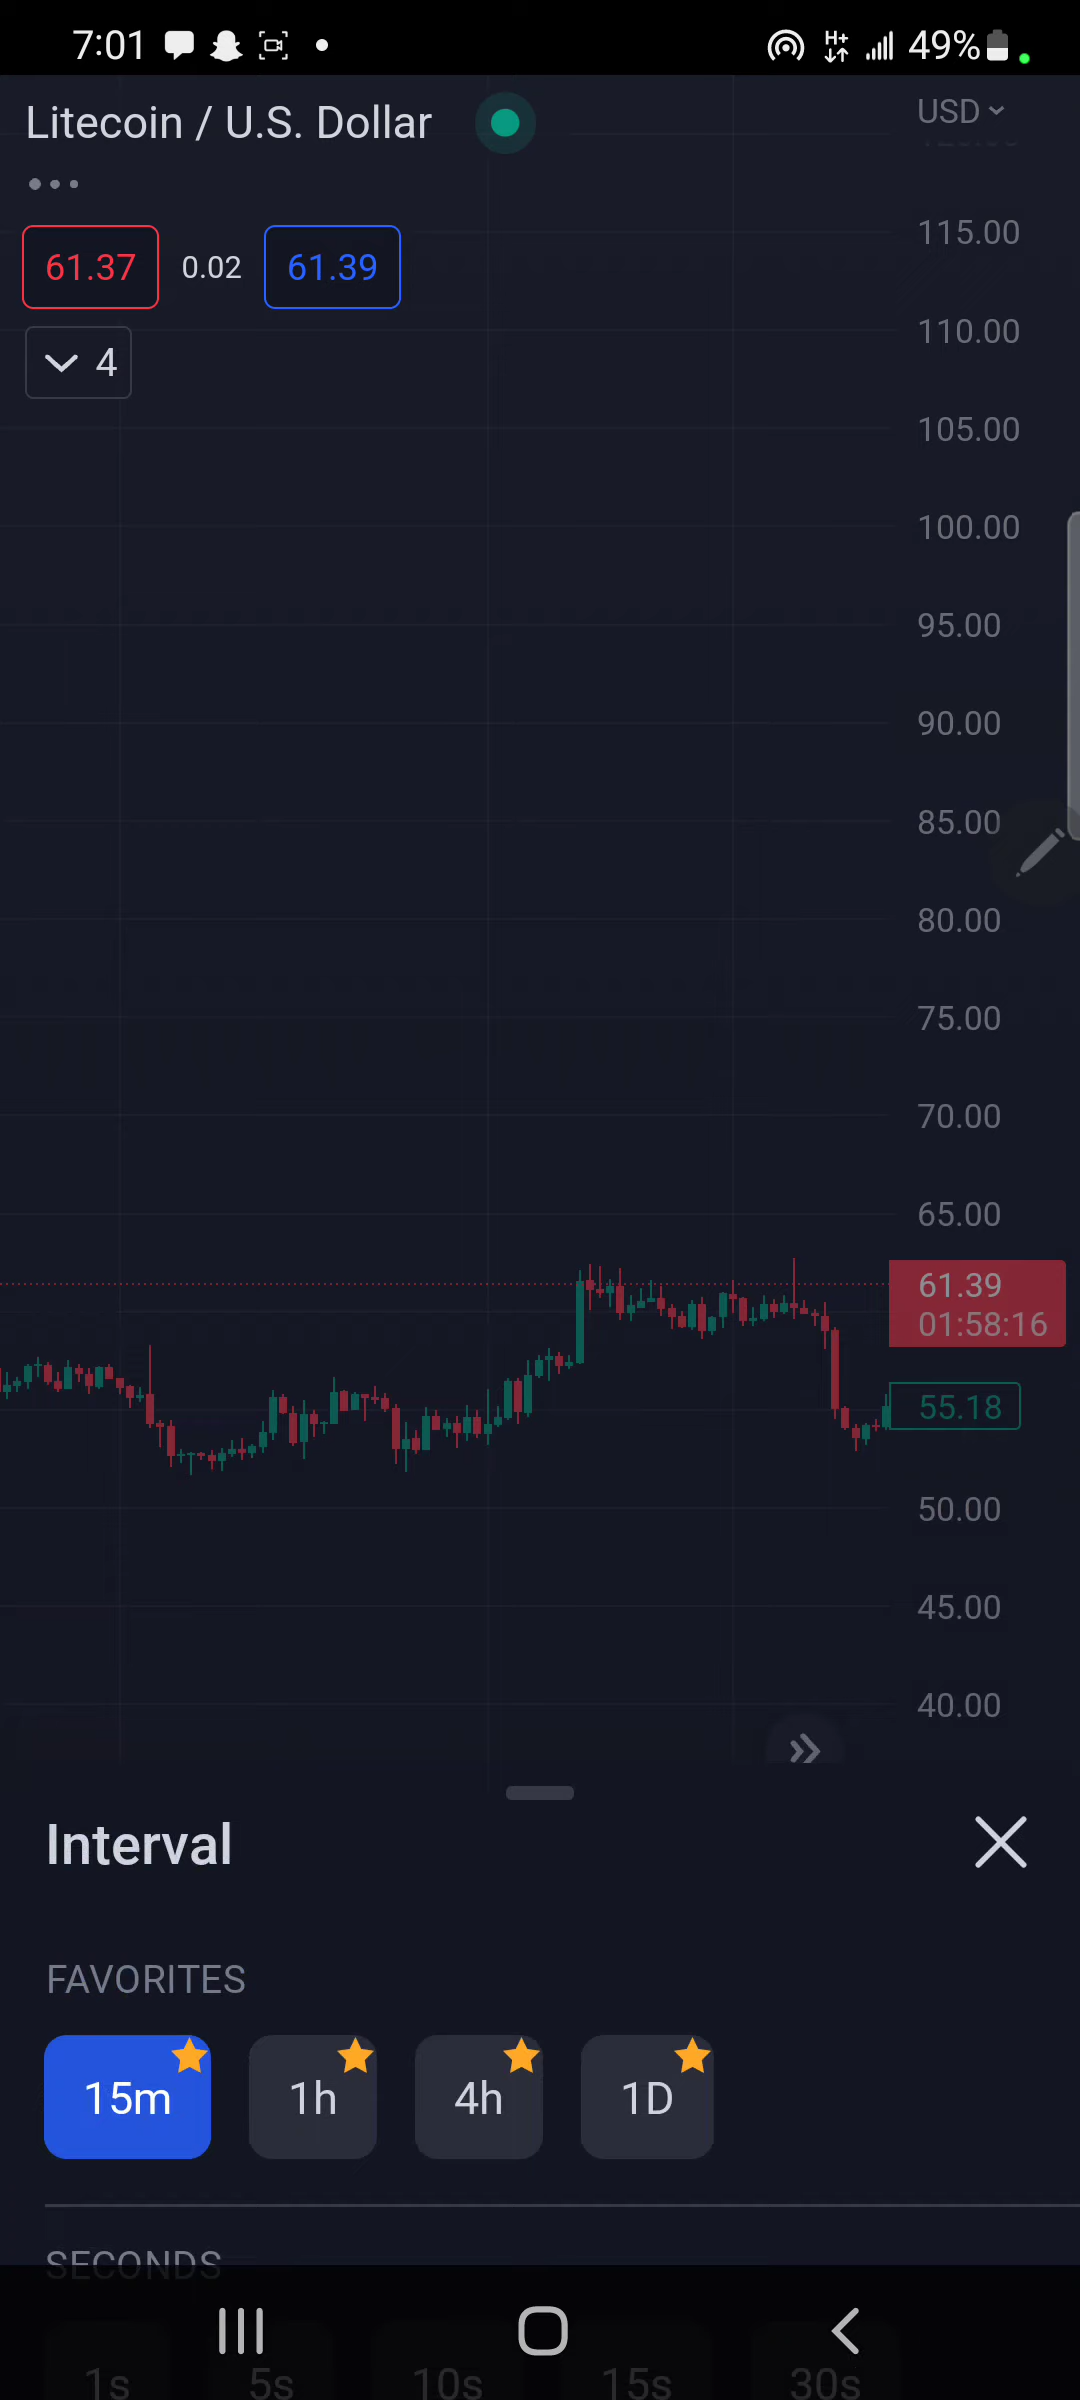 7:01 H+ 49%
Litecoin / U.S. Dollar
USD
61.37 0.02 61.39
4
115.00
110.00
105.00
100.00
95.00
90.00
85.00
80.00
75.00
70.00
65.00
61.39
01:58:16
55.18
50.00
45.00
40.00
Interval
FAVORITES
15m 1h 4h 1D
SECONDS
1s 5s 10s 15s 30s